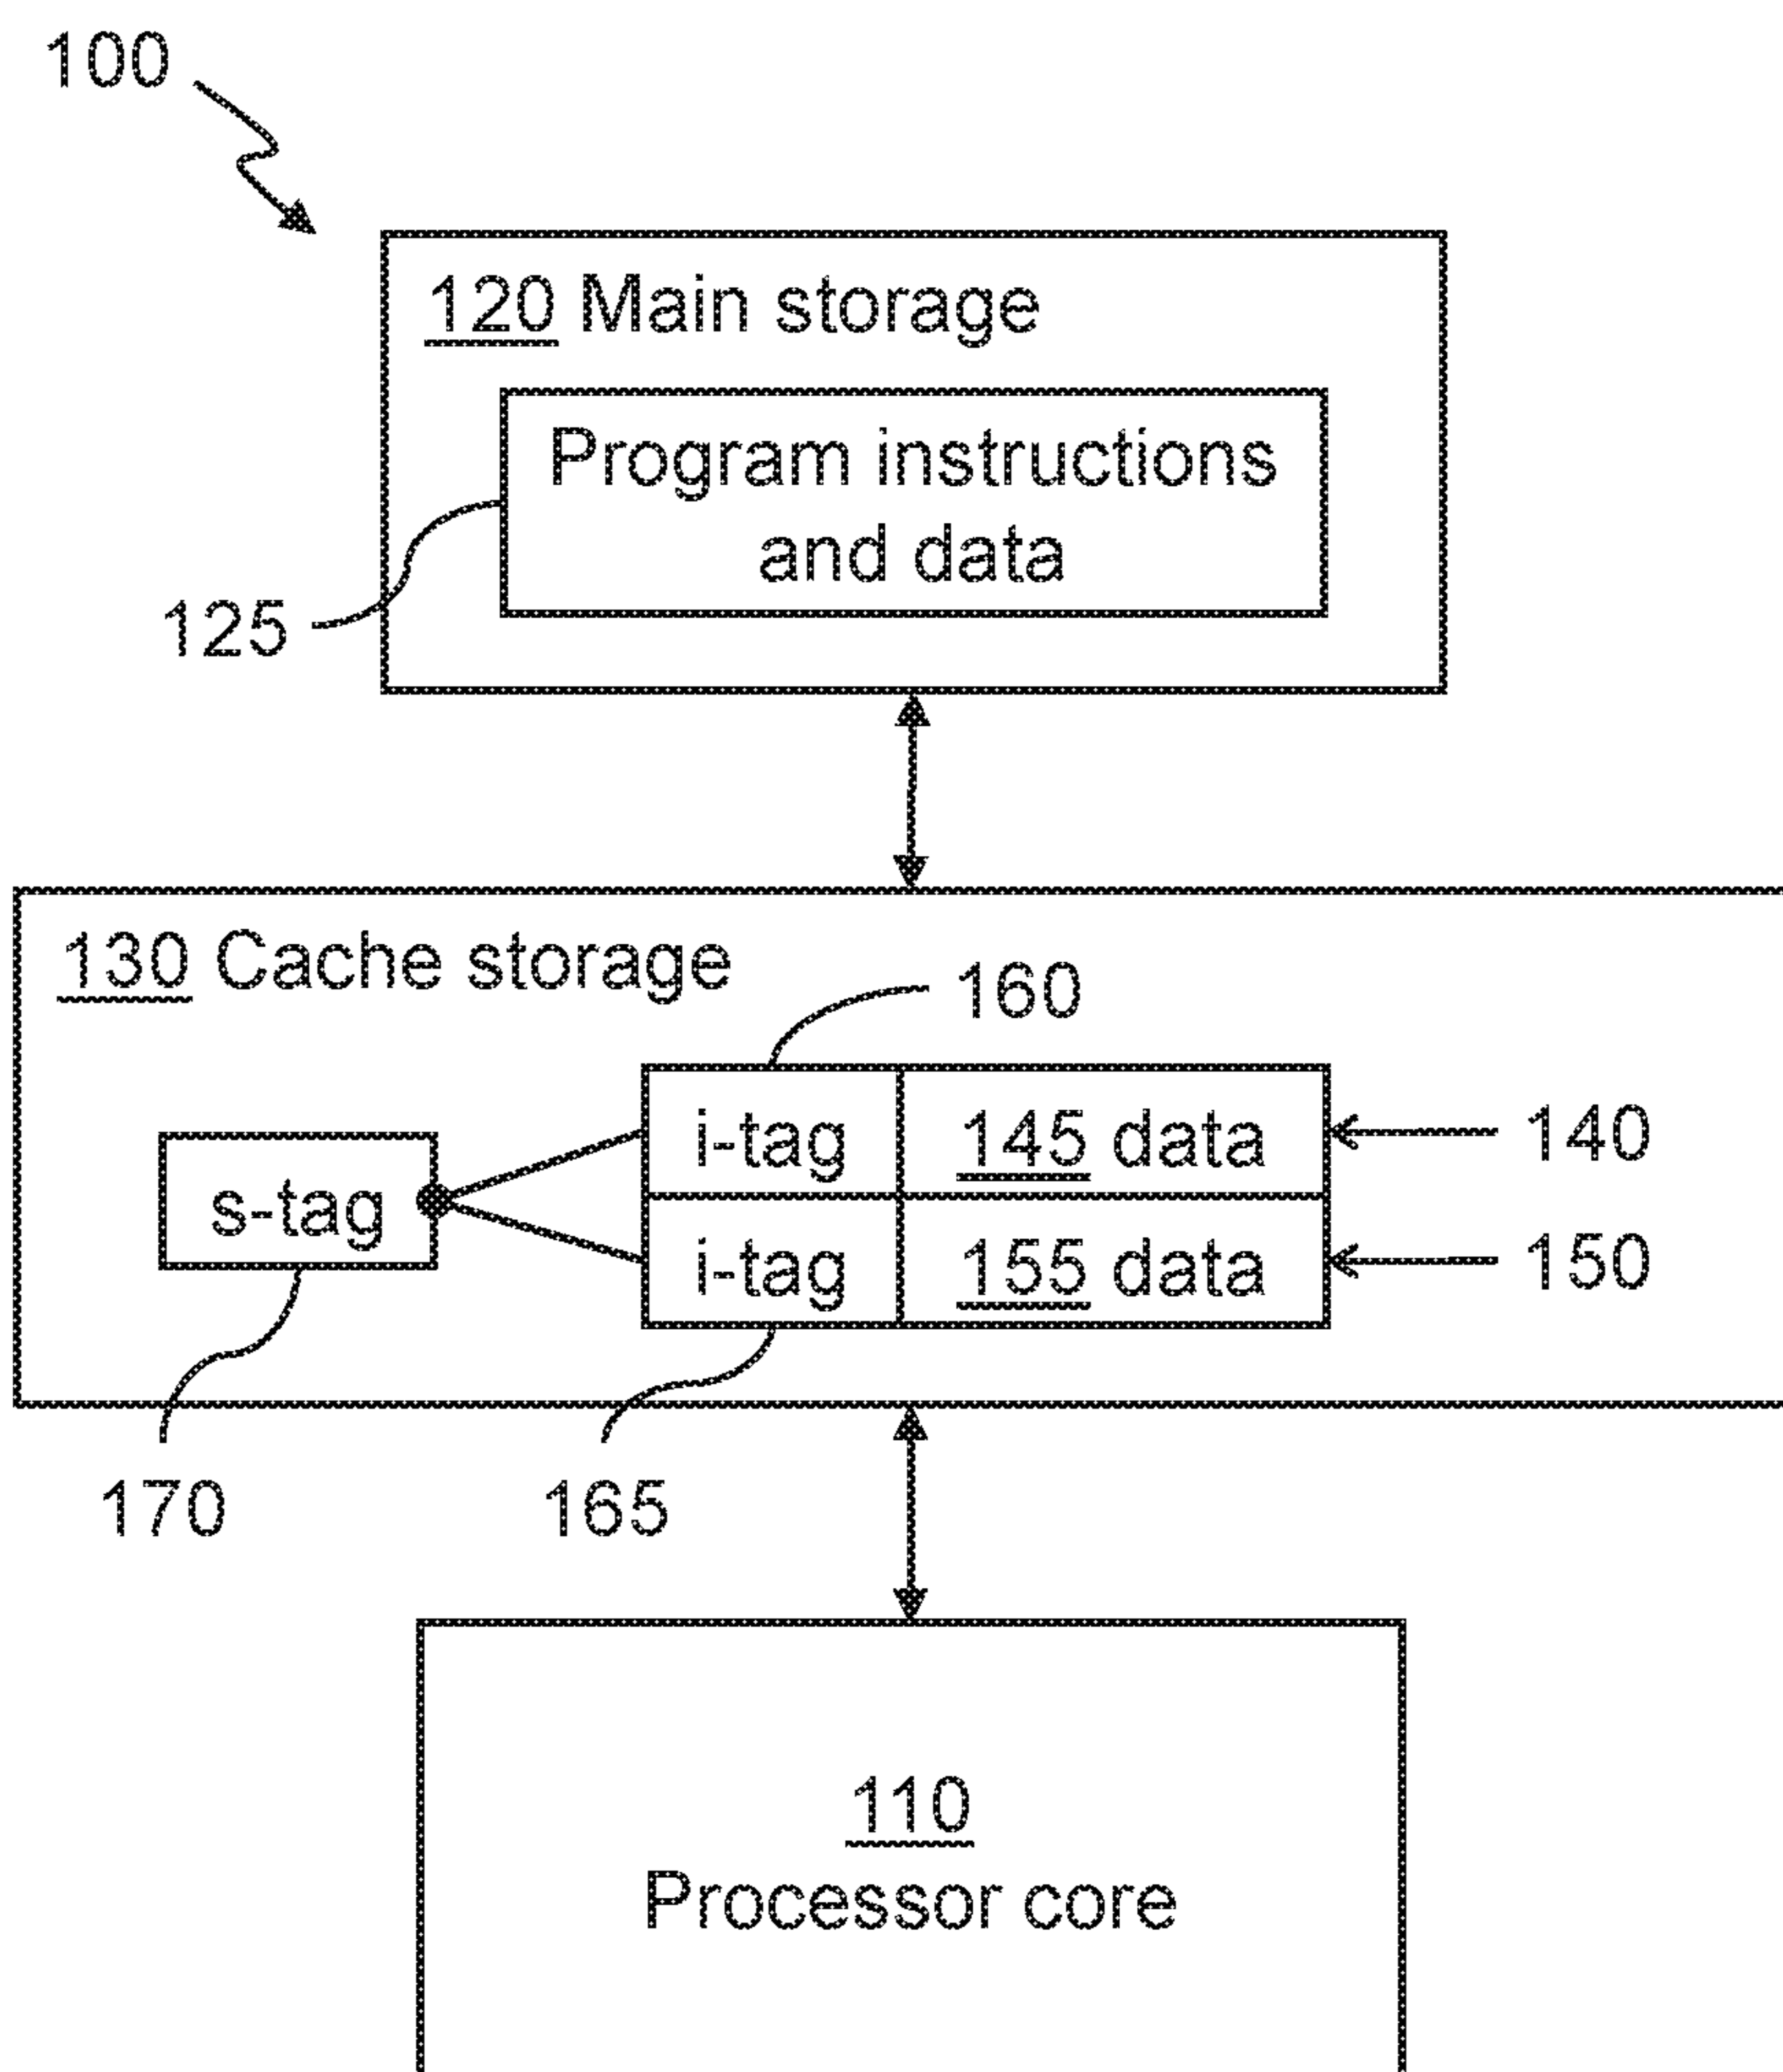 100
120 Main storage
Program instructions
and data
125
130 Cache storage
160
i-tag 145 data
140
s-tag
i-tag 155 data
150
170
165
110
Processor core